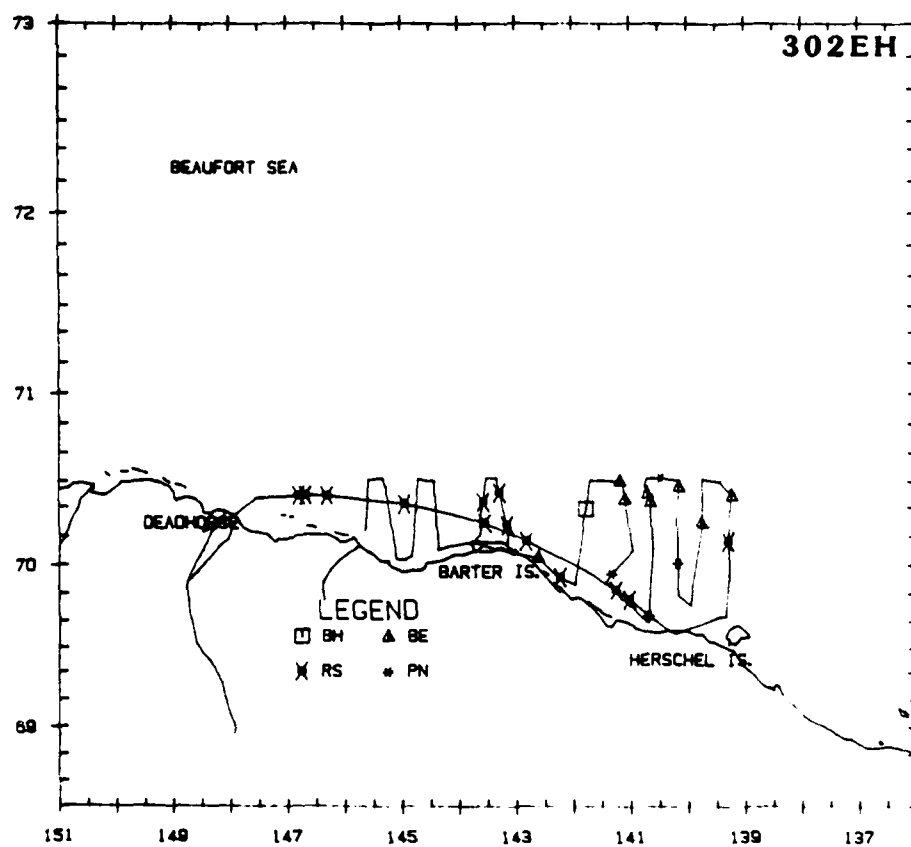 73
302EH
BEAUFORT SEA
72
71
DEADHORSE
70
BARTER IS.
LEGEND
BH BE
RS PN
HERSCHEL IS.
69
151 149 147 145 143 141 139 137